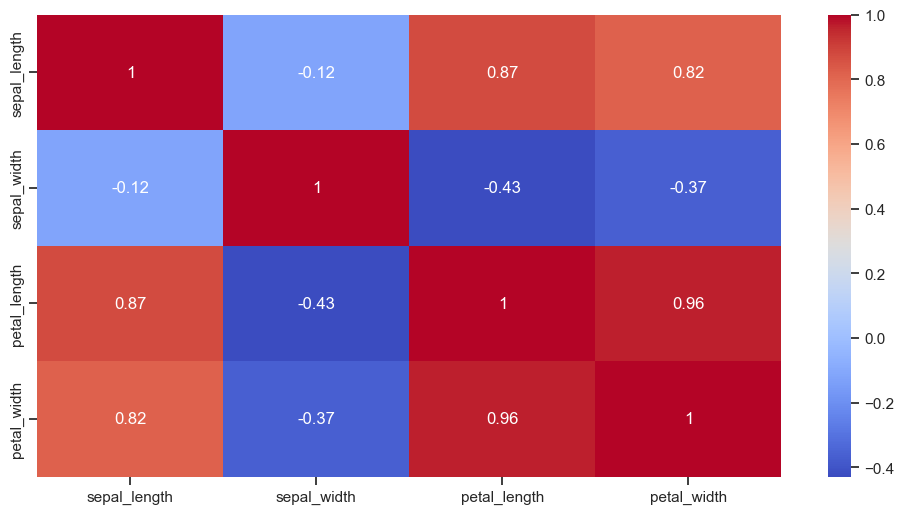 sepal_length 1 -0.12 0.87 0.82
sepal_width -0.12 1 -0.43 -0.37
petal_length 0.87 -0.43 1 0.96
petal_width 0.82 -0.37 0.96 1
sepal_length sepal_width petal_length petal_width
1.0
0.8
0.6
0.4
0.2
0.0
−0.2
−0.4